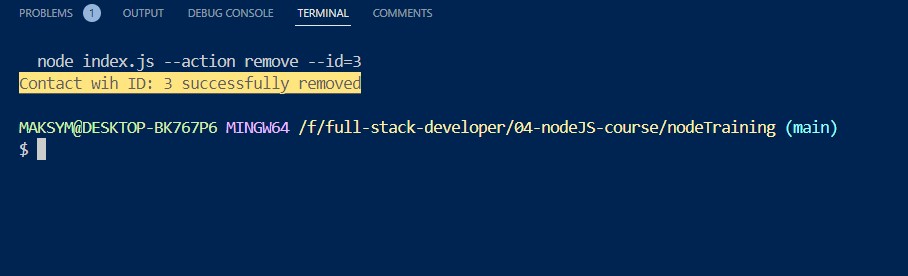 PROBLEMS 1 OUTPUT DEBUG CONSOLE TERMINAL COMMENTS
node index.js --action remove --id=3
Contact wih ID: 3 successfully removed
MAKSYM@DESKTOP-BK767P6 MINGW64 /f/full-stack-developer/04-nodeJS-course/nodeTraining (main)
$